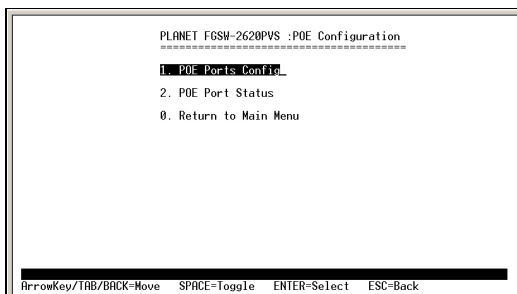 PLANET FGSW-2620PVS :POE Configuration
=======================================
1. POE Ports Config_
2. POE Port Status
0. Return to Main Menu
ArrowKey/TAB/BACK=Move SPACE=Toggle ENTER=Select ESC=Back